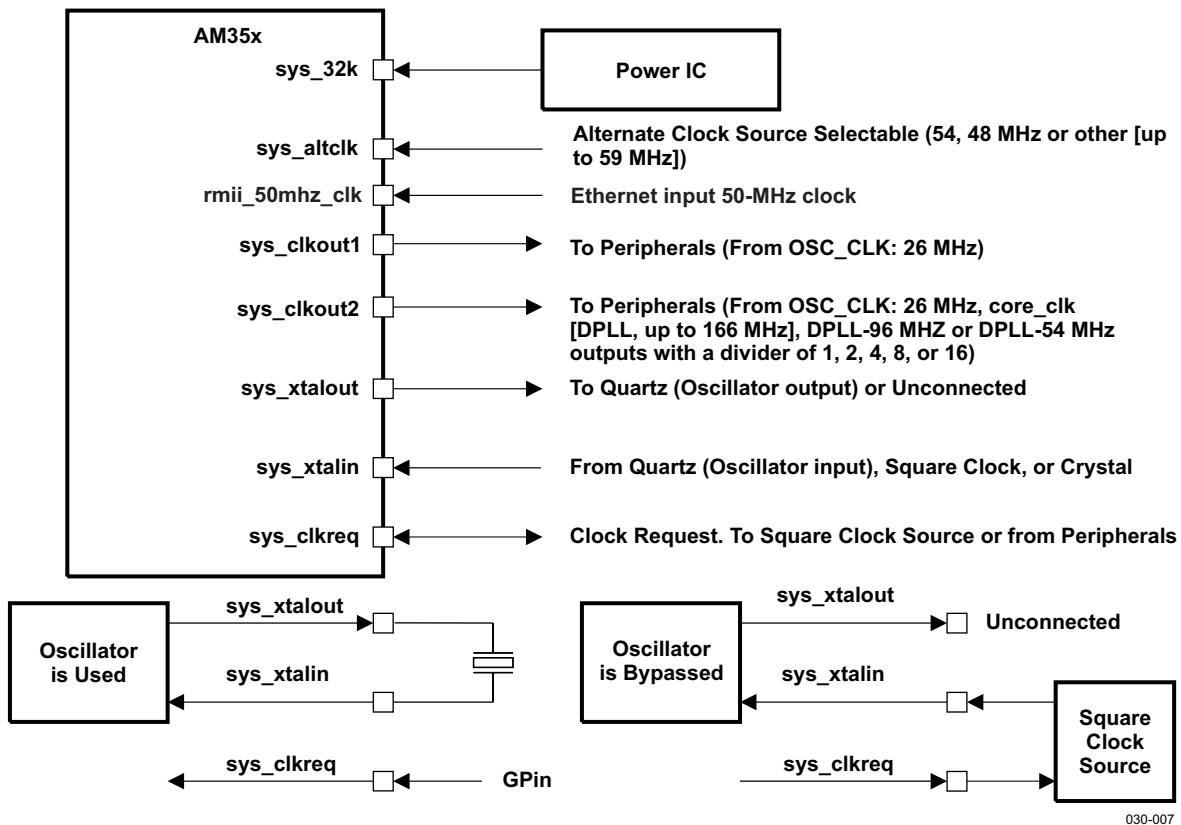 AM35x
sys_32k
Power IC
sys_altclk
Alternate Clock Source Selectable (54, 48 MHz or other [up
to 59 MHz])
rmii_50mhz_clk
Ethernet input 50-MHz clock
sys_clkout1
To Peripherals (From OSC_CLK: 26 MHz)
sys_clkout2
To Peripherals (From OSC_CLK: 26 MHz, core_clk
[DPLL, up to 166 MHz], DPLL-96 MHZ or DPLL-54 MHz
outputs with a divider of 1, 2, 4, 8, or 16)
sys_xtalout
To Quartz (Oscillator output) or Unconnected
sys_xtalin
From Quartz (Oscillator input), Square Clock, or Crystal
sys_clkreq
Clock Request. To Square Clock Source or from Peripherals
Oscillator
is Used
sys_xtalout
sys_xtalin
sys_clkreq
GPin
Oscillator
is Bypassed
sys_xtalout
Unconnected
sys_xtalin
sys_clkreq
Square
Clock
Source
030-007